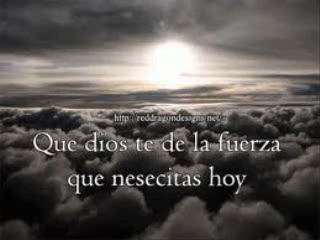 http://reddragondesigns.net/
Que dios te de la fuerza
que nesecitas hoy